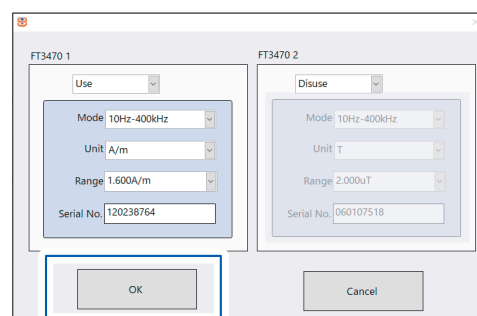 FT3470 1
Use
Mode 10Hz-400kHz
Unit A/m
Range 1.600A/m
Serial No. 120238764
FT3470 2
Disuse
Mode 10Hz-400kHz
Unit T
Range 2.000uT
Serial No. 060107518
OK
Cancel